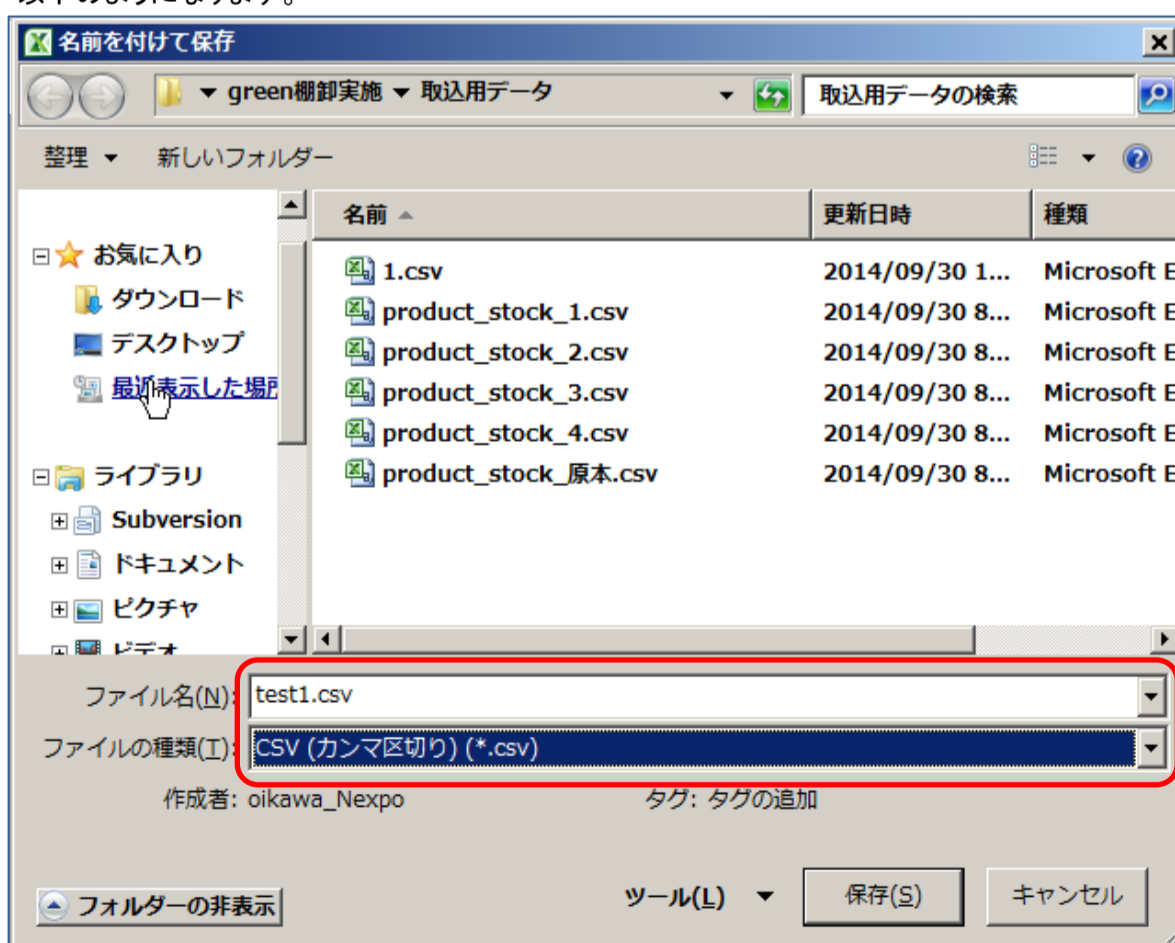 以下のようになります。
名前を付けて保存
green棚卸実施 取込用データ 取込用データの検索
整理 新しいフォルダー
名前 更新日時 種類
お気に入り
ダウンロード
デスクトップ
最近表示した場所
ライブラリ
Subversion
ドキュメント
ピクチャ
ビデオ
1.csv 2014/09/30 1... Microsoft E
product_stock_1.csv 2014/09/30 8... Microsoft E
product_stock_2.csv 2014/09/30 8... Microsoft E
product_stock_3.csv 2014/09/30 8... Microsoft E
product_stock_4.csv 2014/09/30 8... Microsoft E
product_stock_原本.csv 2014/09/30 8... Microsoft E
ファイル名(N): test1.csv
ファイルの種類(T): CSV (カンマ区切り) (*.csv)
作成者: oikawa_Nexpo タグ: タグの追加
フォルダーの非表示 ツール(L) 保存(S) キャンセル